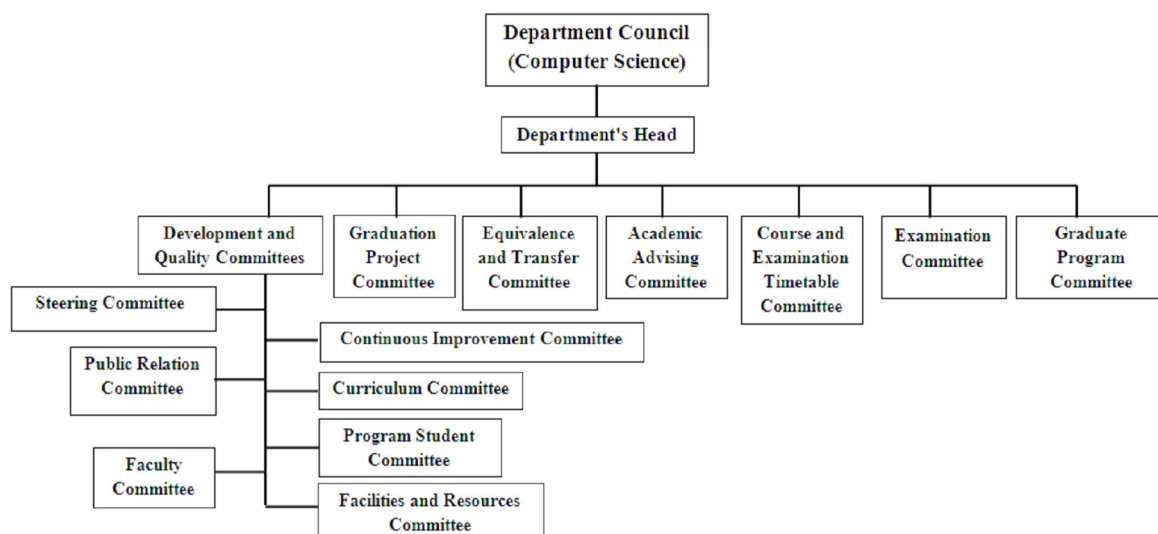 Department Council
(Computer Science)
Department's Head
Development and
Quality Committees
Graduation
Project
Committee
Equivalence
and Transfer
Committee
Academic
Advising
Committee
Course and
Examination
Timetable
Committee
Examination
Committee
Graduate
Program
Committee
Steering Committee
Continuous Improvement Committee
Public Relation
Committee
Curriculum Committee
Program Student
Committee
Faculty
Committee
Facilities and Resources
Committee